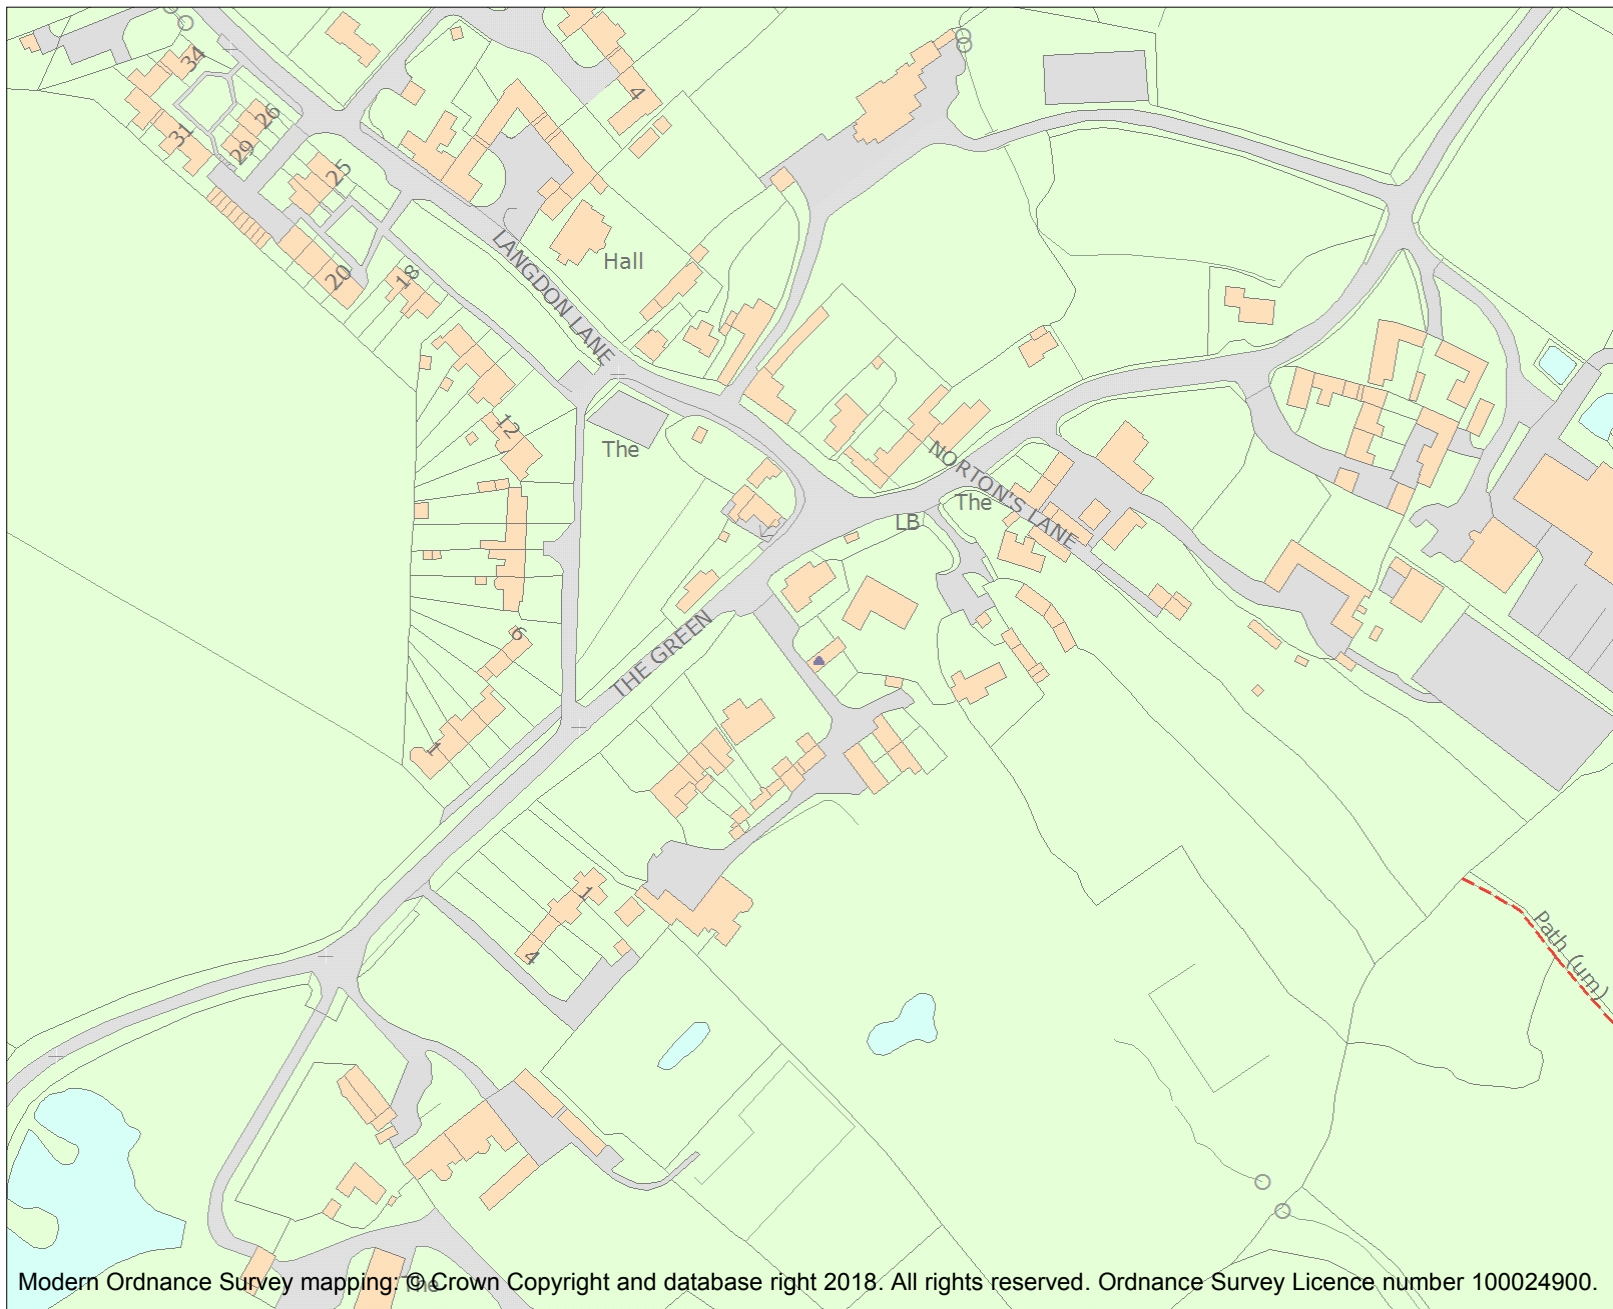 34
26
31
29
25
4
20
18
Hall
LANGDON LANE
12
The
NORTON'S LANE
The
LB
6
THE GREEN
1
1
4
Path (um)
The
Modern Ordnance Survey mapping: © Crown Copyright and database right 2018. All rights reserved. Ordnance Survey Licence number 100024900.